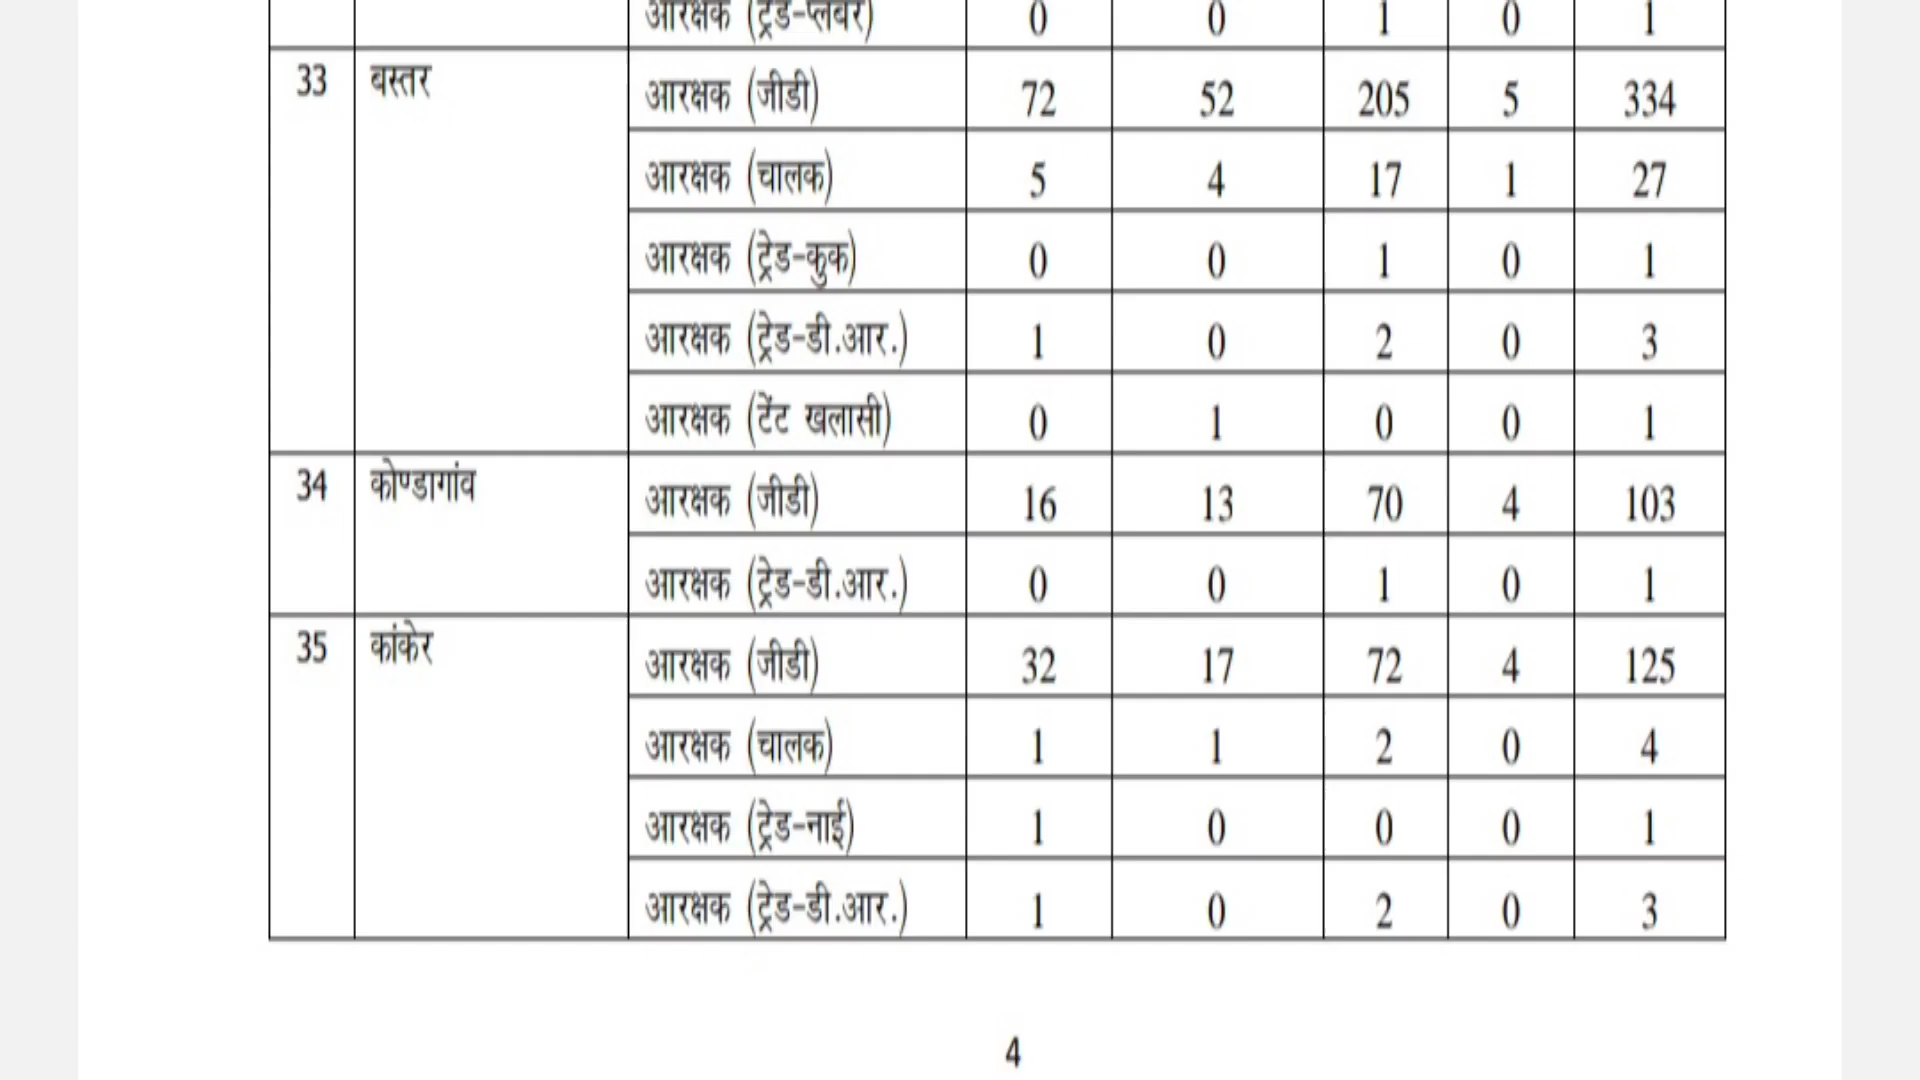 आरक्षक (ट्रेड-प्लंबर) 0 0 1 0 1
33 बस्तर आरक्षक (जीडी) 72 52 205 5 334
आरक्षक (चालक) 5 4 17 1 27
आरक्षक (ट्रेड-कुक) 0 0 1 0 1
आरक्षक (ट्रेड-डी.आर.) 1 0 2 0 3
आरक्षक (टेंट खलासी) 0 1 0 0 1
34 कोण्डागांव आरक्षक (जीडी) 16 13 70 4 103
आरक्षक (ट्रेड-डी.आर.) 0 0 1 0 1
35 कांकेर आरक्षक (जीडी) 32 17 72 4 125
आरक्षक (चालक) 1 1 2 0 4
आरक्षक (ट्रेड-नाई) 1 0 0 0 1
आरक्षक (ट्रेड-डी.आर.) 1 0 2 0 3
4